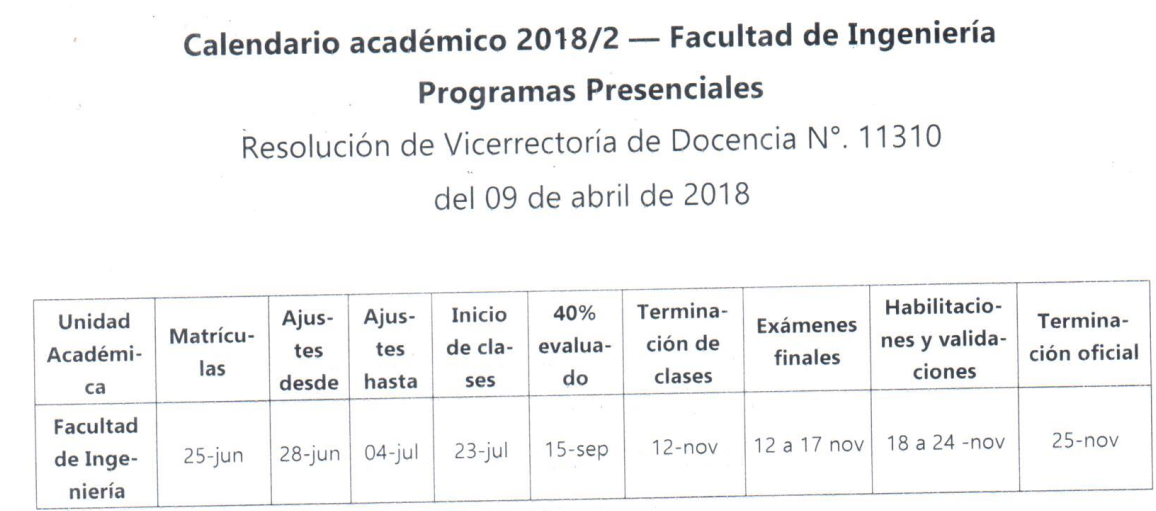 Calendario académico 2018/2 — Facultad de Ingeniería
Programas Presenciales
Resolución de Vicerrectoría de Docencia N°. 11310
del 09 de abril de 2018
Unidad
Académi-
ca
Matrícu-
las
Ajus-
tes
desde
Ajus-
tes
hasta
Inicio
de cla-
ses
40%
evalua-
do
Termina-
ción de
clases
Exámenes
finales
Habilitacio-
nes y valida-
ciones
Termina-
ción oficial
Facultad
de Inge-
niería
25-jun
28-jun
04-jul
23-jul
15-sep
12-nov
12 a 17 nov
18 a 24 -nov
25-nov